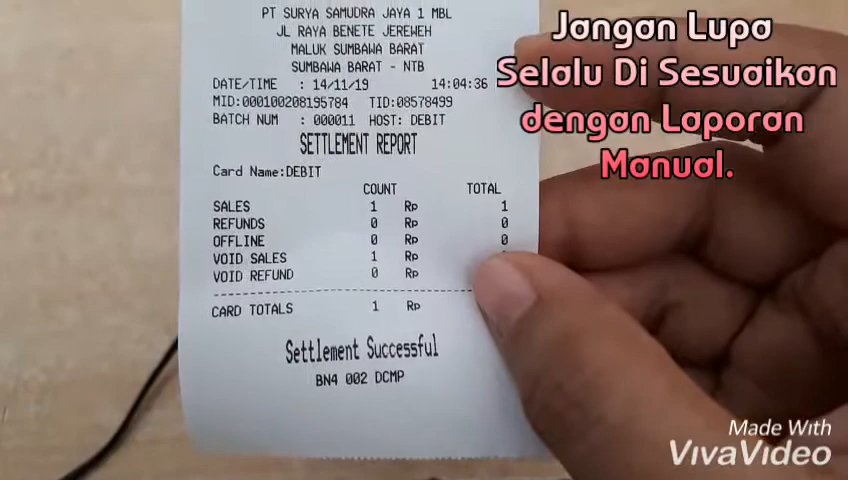 PT SURYA SAMUDRA JAYA 1 MBL
JL RAYA BENETE JEREWEH
MALUK SUMBAWA BARAT
SUMBAWA BARAT - NTB
DATE/TIME : 14/11/19 14:04:36
MID:000100208195784 TID:08578499
BATCH NUM : 000011 HOST: DEBIT
SETTLEMENT REPORT
Card Name:DEBIT
COUNT TOTAL
SALES 1 Rp 1
REFUNDS 0 Rp 0
OFFLINE 0 Rp 0
VOID SALES 1 Rp
VOID REFUND 0 Rp
CARD TOTALS 1 Rp
Settlement Successful
BN4 002 DCMP
Jangan Lupa
Selalu Di Sesuaikan
dengan Laporan
Manual.
Made With
VivaVideo